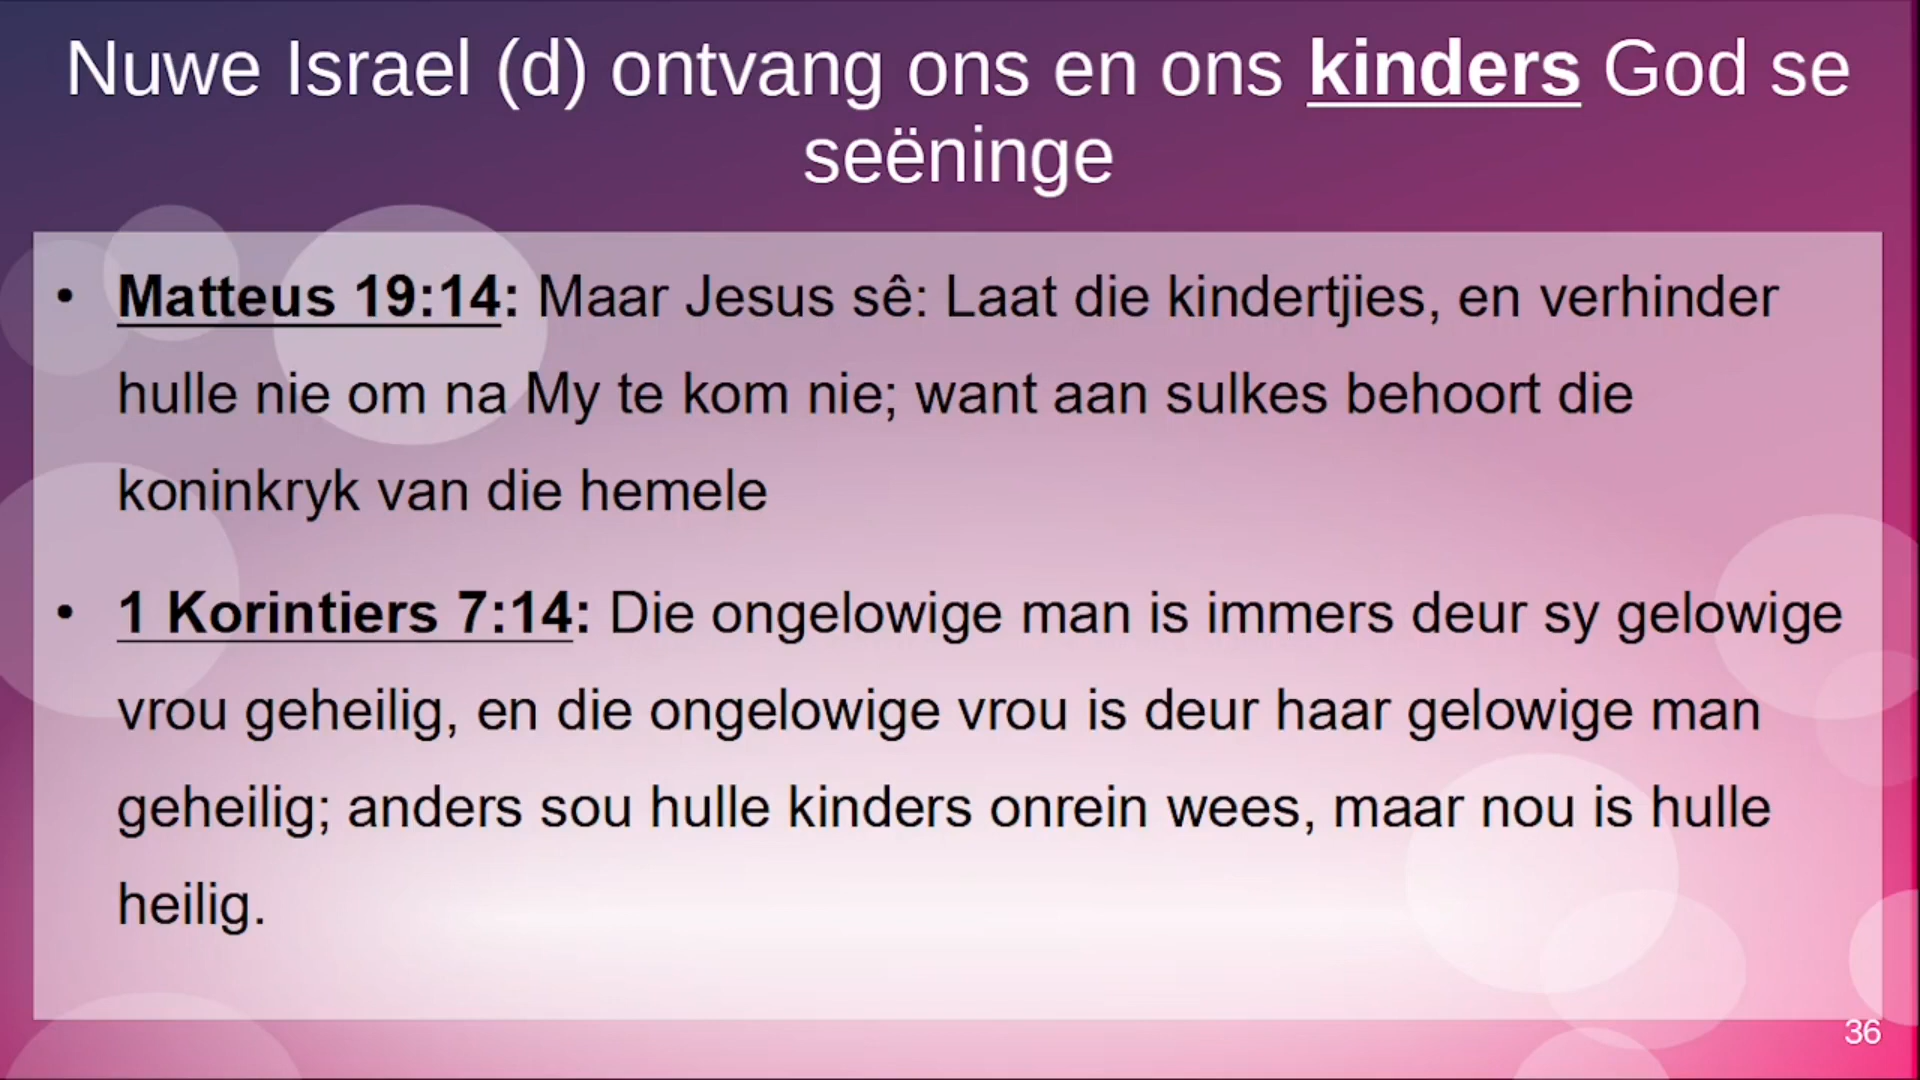 Nuwe Israel (d) ontvang ons en ons kinders God se
seëninge
• Matteus 19:14: Maar Jesus sê: Laat die kindertjies, en verhinder
hulle nie om na My te kom nie; want aan sulkes behoort die
koninkryk van die hemele
• 1 Korintiers 7:14: Die ongelowige man is immers deur sy gelowige
vrou geheilig, en die ongelowige vrou is deur haar gelowige man
geheilig; anders sou hulle kinders onrein wees, maar nou is hulle
heilig.
36